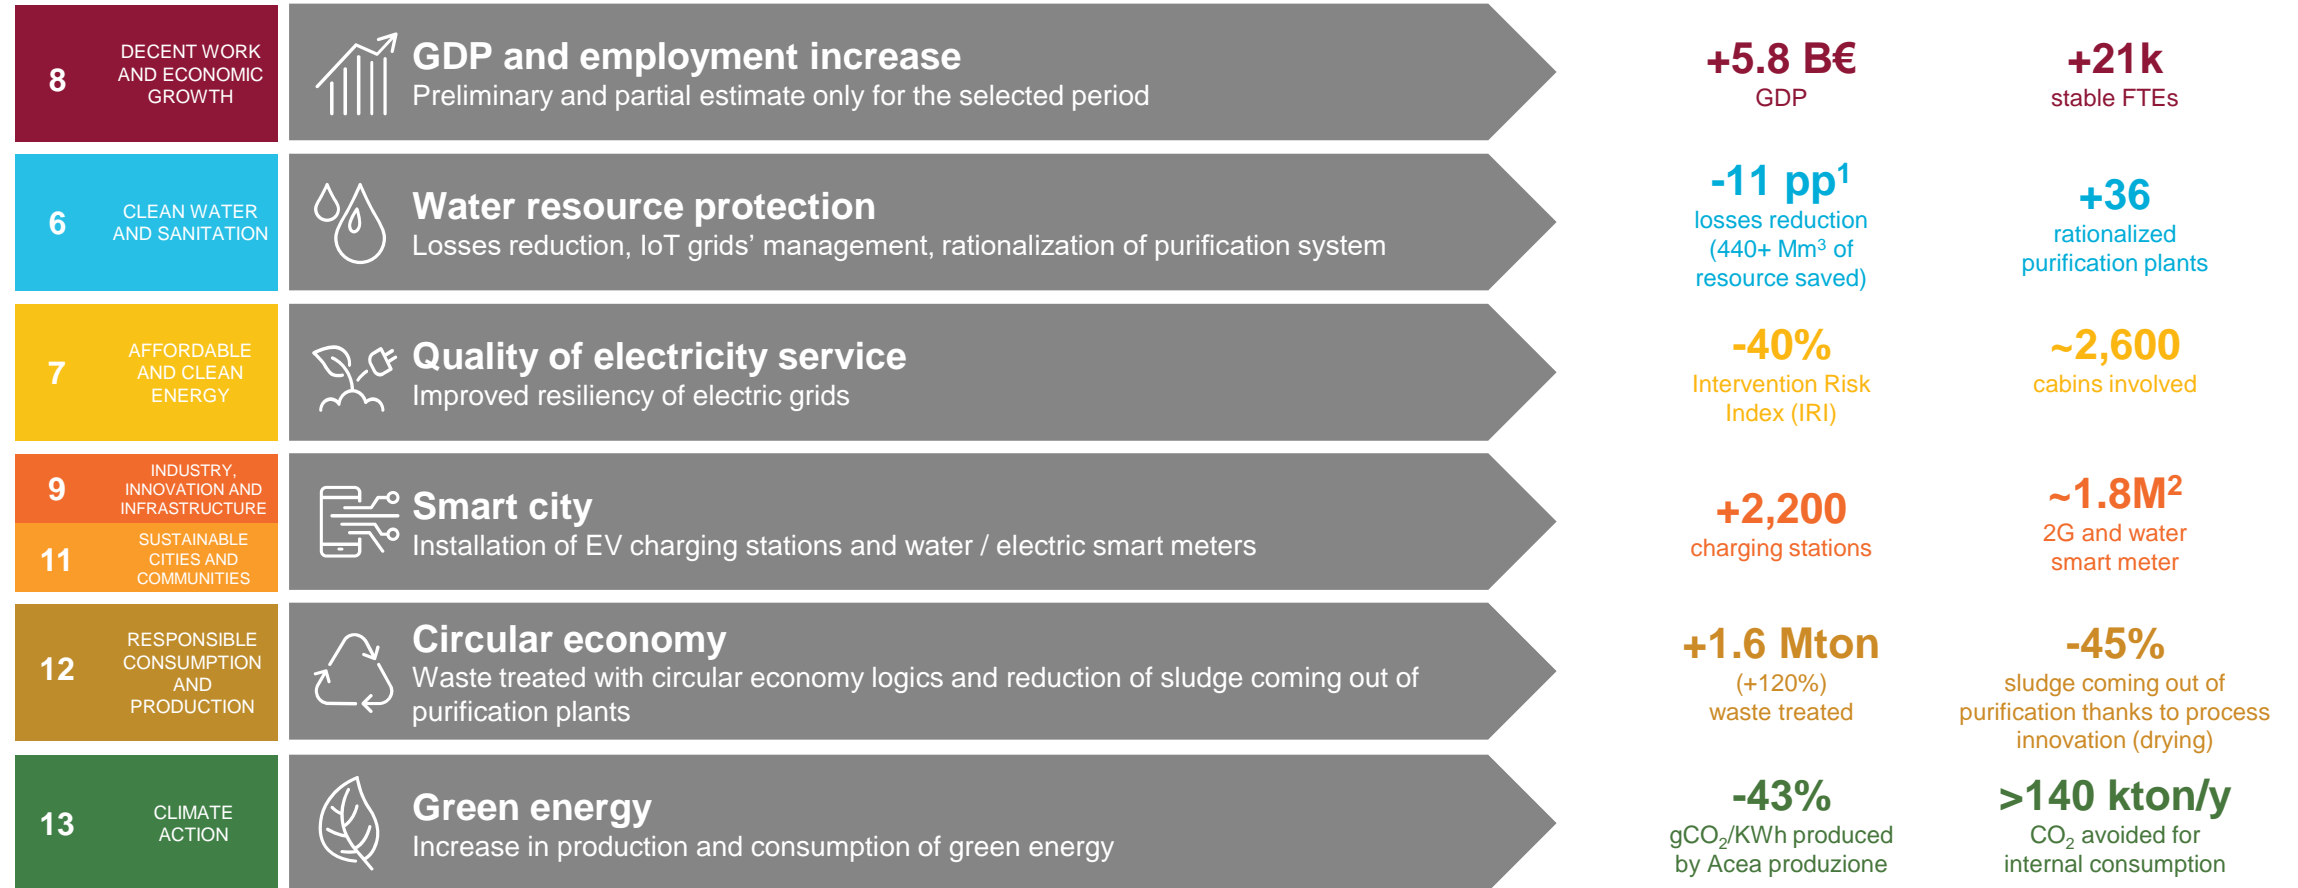 8
DECENT WORK
AND ECONOMIC
GROWTH
GDP and employment increase
Preliminary and partial estimate only for the selected period
+5.8 B€
GDP
+21k
stable FTEs
6
CLEAN WATER
AND SANITATION
Water resource protection
Losses reduction, IoT grids’ management, rationalization of purification system
-11 pp¹
losses reduction
(440+ Mm³ of
resource saved)
+36
rationalized
purification plants
7
AFFORDABLE
AND CLEAN
ENERGY
Quality of electricity service
Improved resiliency of electric grids
-40%
Intervention Risk
Index (IRI)
~2,600
cabins involved
9
INDUSTRY,
INNOVATION AND
INFRASTRUCTURE
11
SUSTAINABLE
CITIES AND
COMMUNITIES
Smart city
Installation of EV charging stations and water / electric smart meters
+2,200
charging stations
~1.8M²
2G and water
smart meter
12
RESPONSIBLE
CONSUMPTION
AND
PRODUCTION
Circular economy
Waste treated with circular economy logics and reduction of sludge coming out of
purification plants
+1.6 Mton
(+120%)
waste treated
-45%
sludge coming out of
purification thanks to process
innovation (drying)
13
CLIMATE
ACTION
Green energy
Increase in production and consumption of green energy
-43%
gCO₂/KWh produced
by Acea produzione
>140 kton/y
CO₂ avoided for
internal consumption